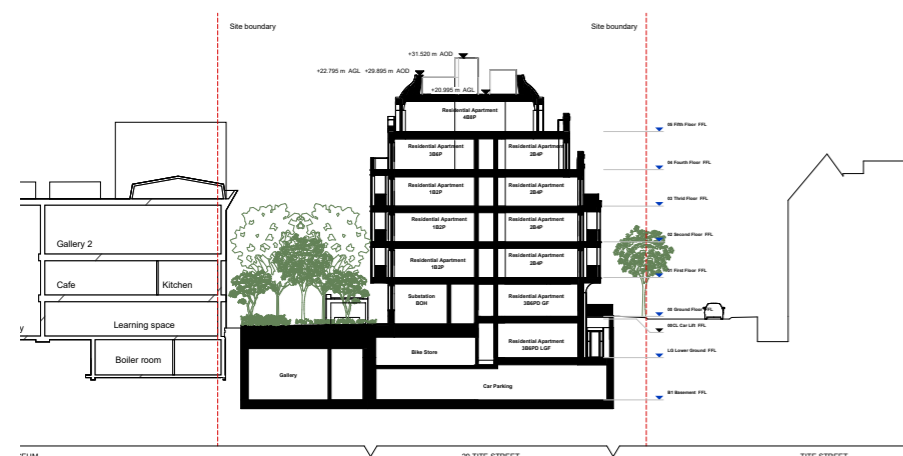 Site boundary
Site boundary
+31.520 m AOD
+22.795 m AGL +29.895 m AOD
+20.995 m AGL
Residential Apartment
4B8P
05 Fifth Floor FFL
Residential Apartment
3B6P
Residential Apartment
2B4P
04 Fourth Floor FFL
Residential Apartment
1B2P
Residential Apartment
2B4P
03 Thrid Floor FFL
Residential Apartment
1B2P
Residential Apartment
2B4P
02 Second Floor FFL
Residential Apartment
1B2P
Residential Apartment
2B4P
01 First Floor FFL
Gallery 2
Cafe
Kitchen
Learning space
Boiler room
Substation
BOH
Residential Apartment
3B6PD GF
00 Ground Floor FFL
00CL Car Lift FFL
Bike Store
Residential Apartment
3B6PD LGF
LG Lower Ground FFL
Gallery
Car Parking
B1 Basement FFL
TITE STREET